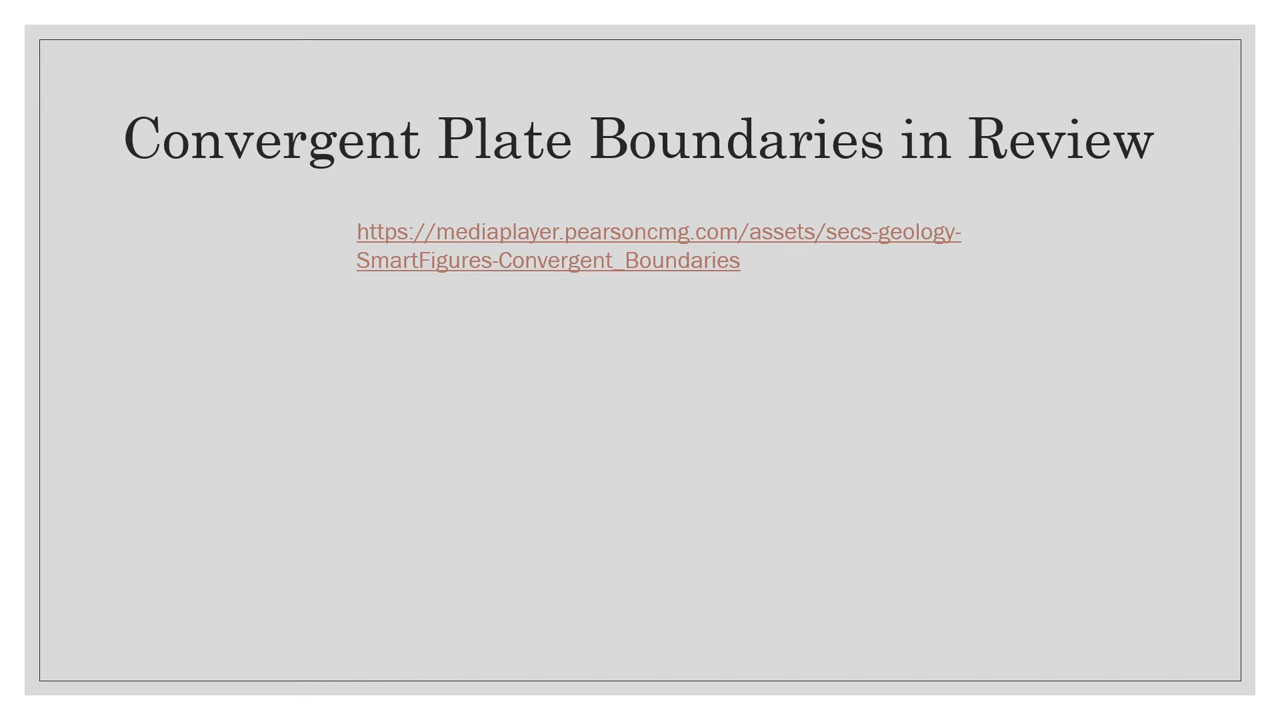 Convergent Plate Boundaries in Review
https://mediaplayer.pearsoncmg.com/assets/secs-geology-
SmartFigures-Convergent_Boundaries